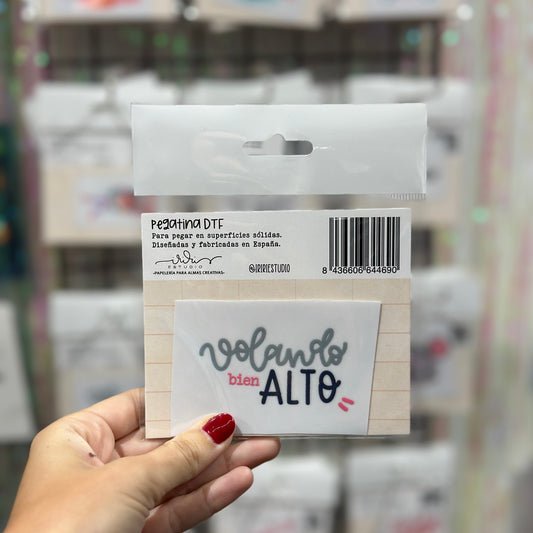 Pegatina DTF
Para pegar en superficies sólidas.
Diseñadas y fabricadas en España.
ESTUDIO
-PAPELERÍA PARA ALMAS CREATIVAS-
@IRIRIESTUDIO
8 436606 644690
volando
bien ALTO